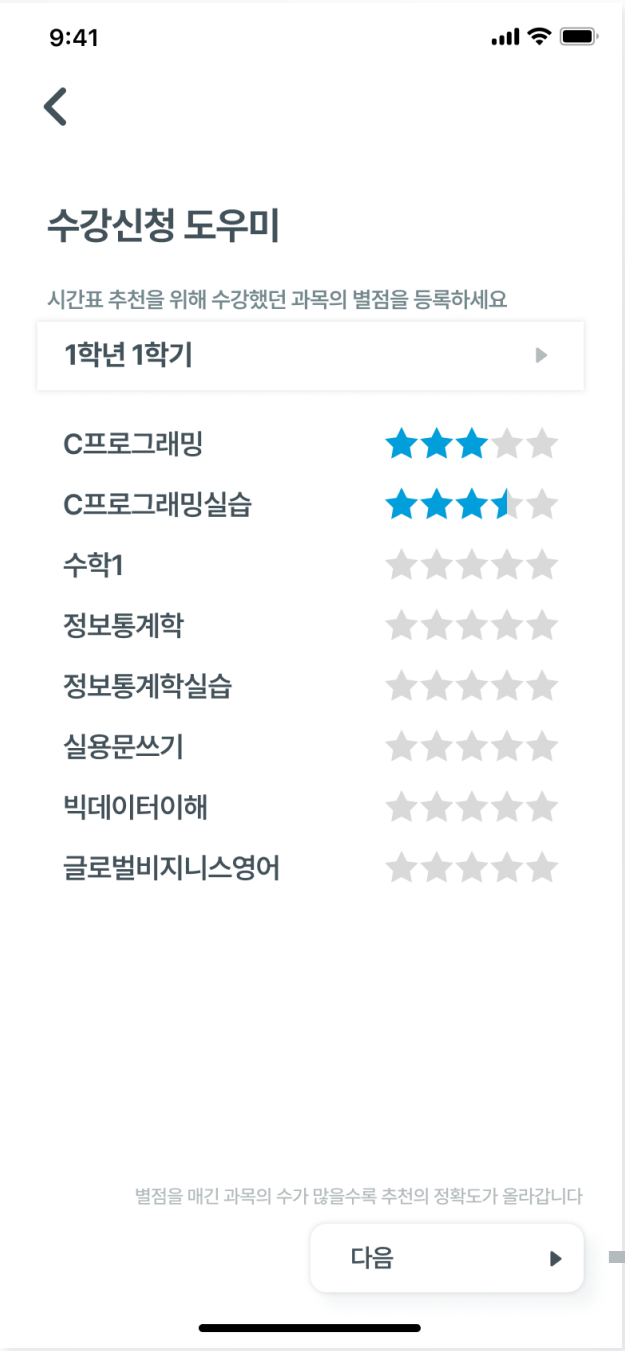 9:41
수강신청 도우미
시간표 추천을 위해 수강했던 과목의 별점을 등록하세요
1학년 1학기
C프로그래밍
C프로그래밍실습
수학1
정보통계학
정보통계학실습
실용문쓰기
빅데이터이해
글로벌비지니스영어
별점을 매긴 과목의 수가 많을수록 추천의 정확도가 올라갑니다
다음